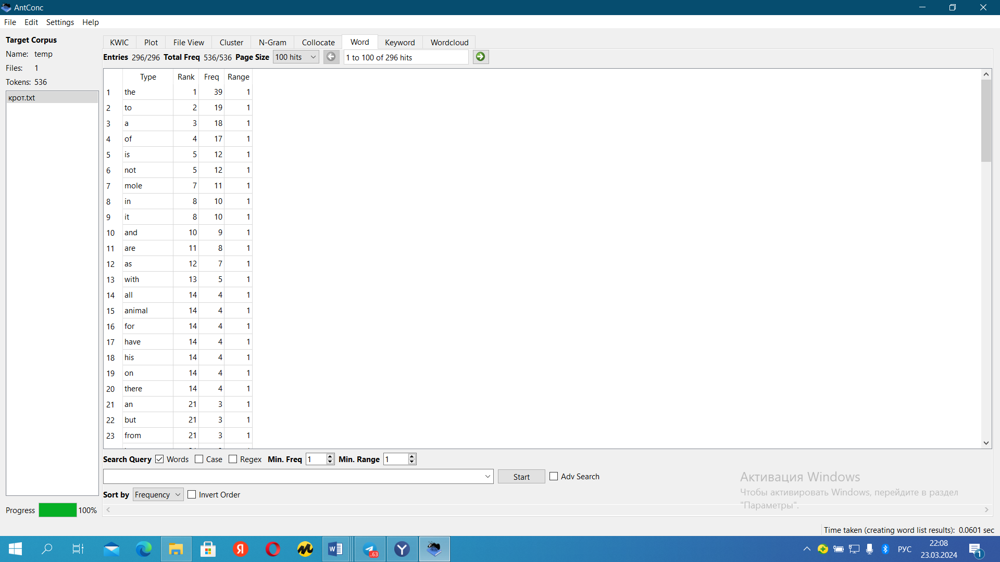 AntConc
File Edit Settings Help
Target Corpus
Name: temp
Files: 1
Tokens: 536
крот.txt
Progress 100%
KWIC Plot File View Cluster N-Gram Collocate Word Keyword Wordcloud
Entries 296/296 Total Freq 536/536 Page Size 100 hits 1 to 100 of 296 hits
Type Rank Freq Range
1 the 1 39 1
2 to 2 19 1
3 a 3 18 1
4 of 4 17 1
5 is 5 12 1
6 not 5 12 1
7 mole 7 11 1
8 in 8 10 1
9 it 8 10 1
10 and 10 9 1
11 are 11 8 1
12 as 12 7 1
13 with 13 5 1
14 all 14 4 1
15 animal 14 4 1
16 for 14 4 1
17 have 14 4 1
18 his 14 4 1
19 on 14 4 1
20 there 14 4 1
21 an 21 3 1
22 but 21 3 1
23 from 21 3 1
Search Query Words Case Regex Min. Freq 1 Min. Range 1
Start Adv Search
Sort by Frequency Invert Order
Активация Windows
Чтобы активировать Windows, перейдите в раздел
"Параметры".
Time taken (creating word list results): 0.0601 sec
Я W ..63 Y РУС
22:08
23.03.2024
1